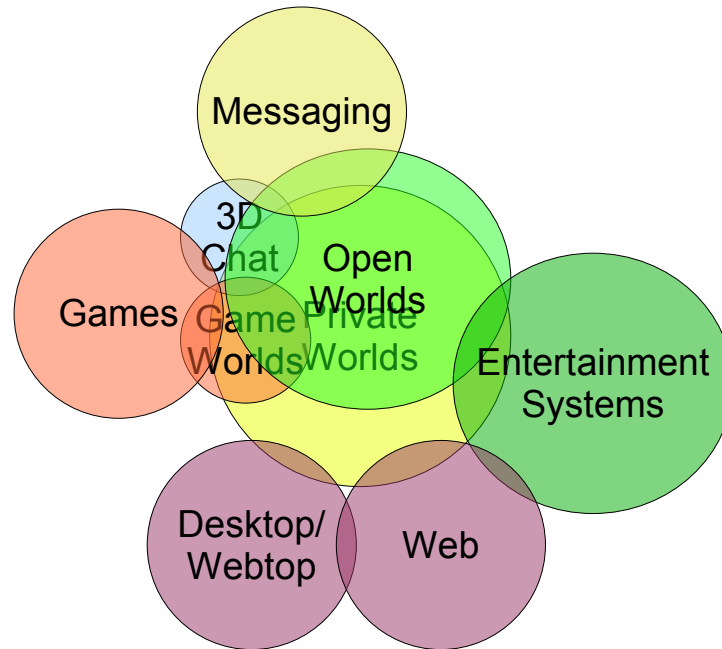 Messaging
3D
Chat
Open
Worlds
Games
Game
Worlds
Private
Worlds
Entertainment
Systems
Desktop/
Webtop
Web